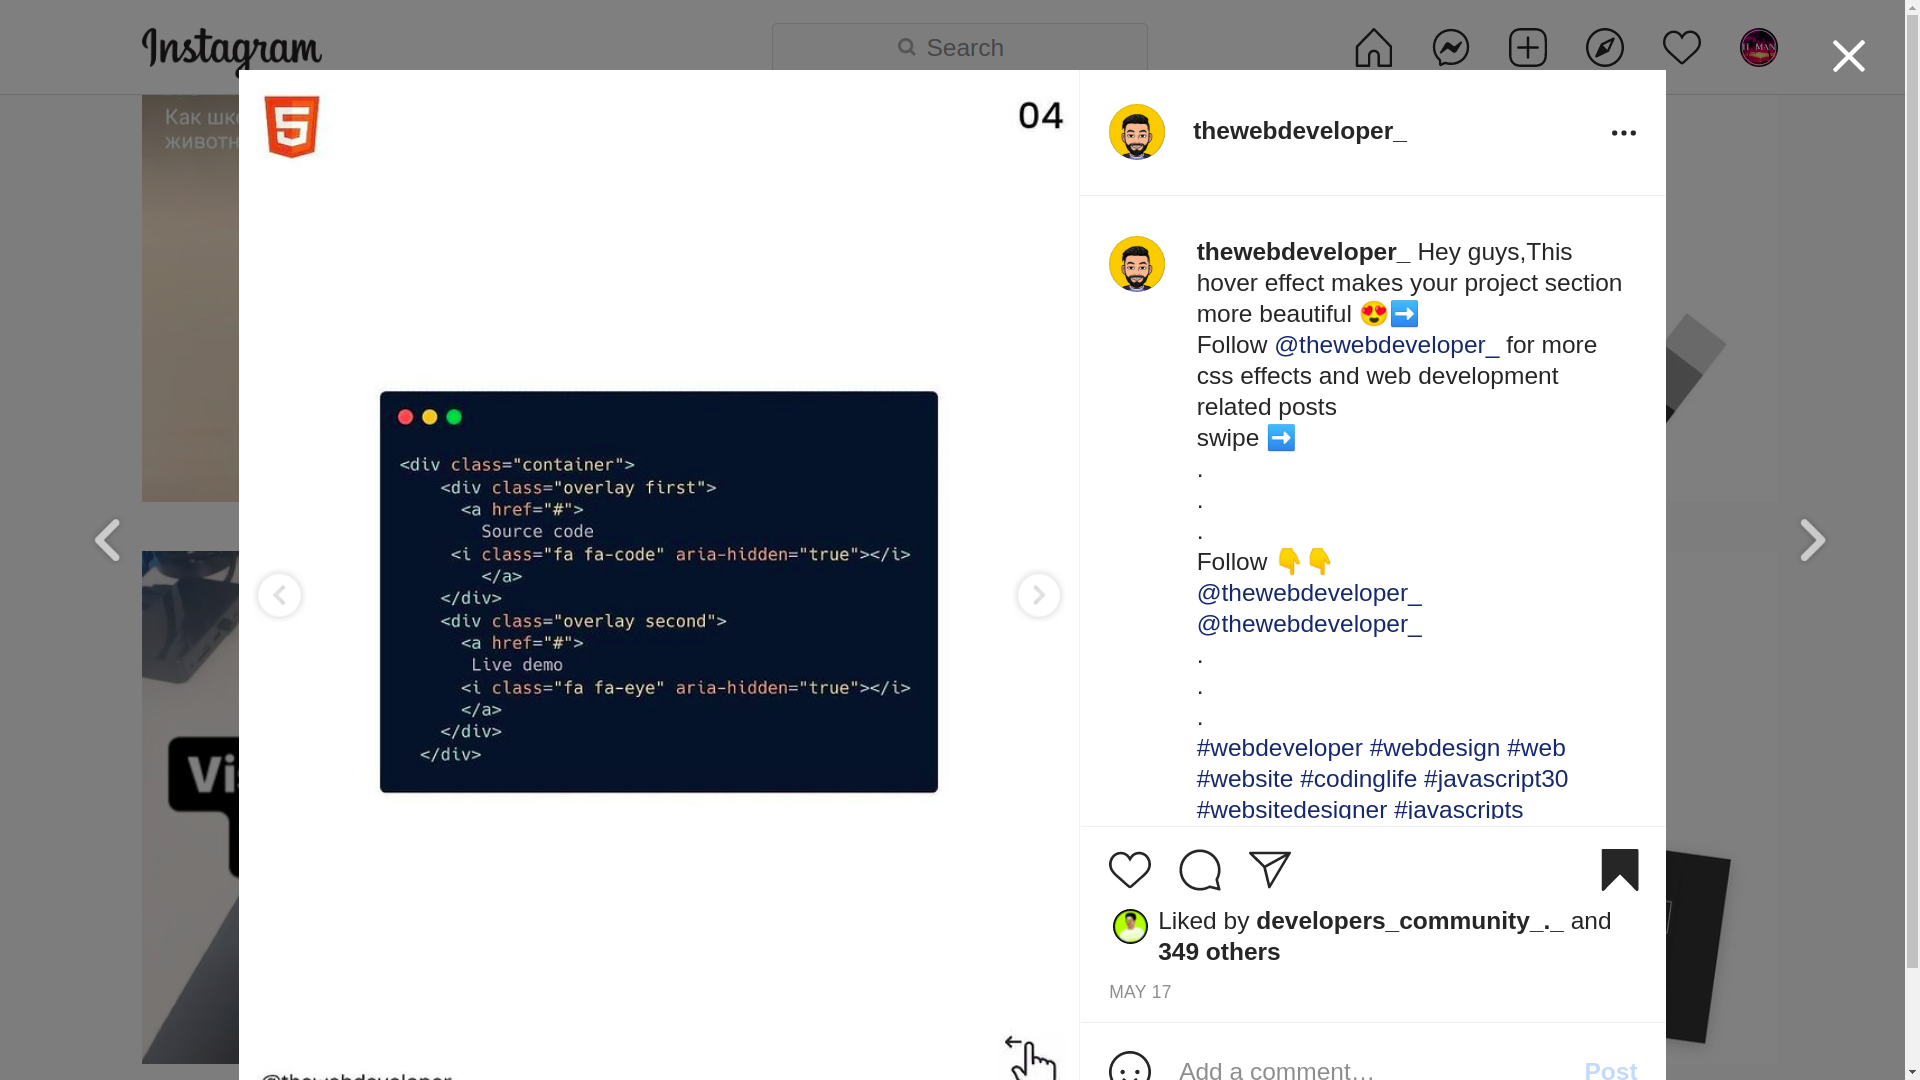 Instagram
Search
Как шк
животн
04
<div class="container">
<div class="overlay first">
<a href="#">
Source code
<i class="fa fa-code" aria-hidden="true"></i>
</a>
</div>
<div class="overlay second">
<a href="#">
Live demo
<i class="fa fa-eye" aria-hidden="true"></i>
</a>
</div>
</div>
@thewebdeveloper_
thewebdeveloper_
thewebdeveloper_ Hey guys,This
hover effect makes your project section
more beautiful 😍➡️
Follow @thewebdeveloper_ for more
css effects and web development
related posts
swipe ➡️
.
.
.
Follow 👇👇
@thewebdeveloper_
@thewebdeveloper_
.
.
.
#webdeveloper #webdesign #web
#website #codinglife #javascript30
#websitedesigner #javascripts
Liked by developers_community_._ and
349 others
MAY 17
Add a comment…
Post